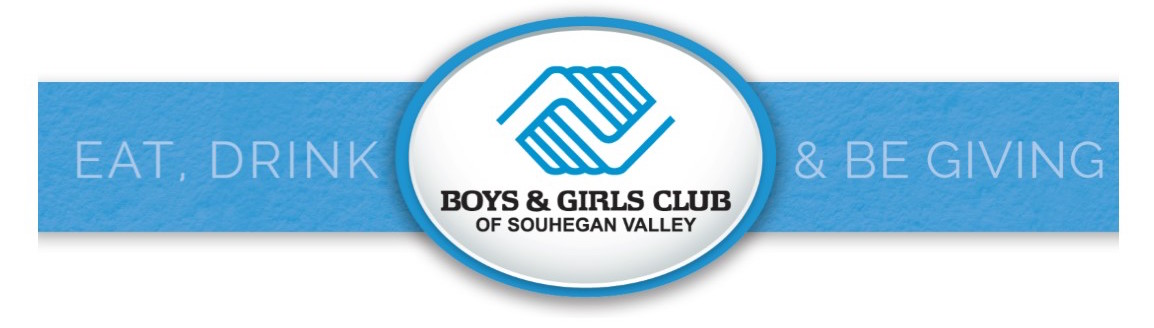 EAT, DRINK
BOYS & GIRLS CLUB
OF SOUHEGAN VALLEY
& BE GIVING